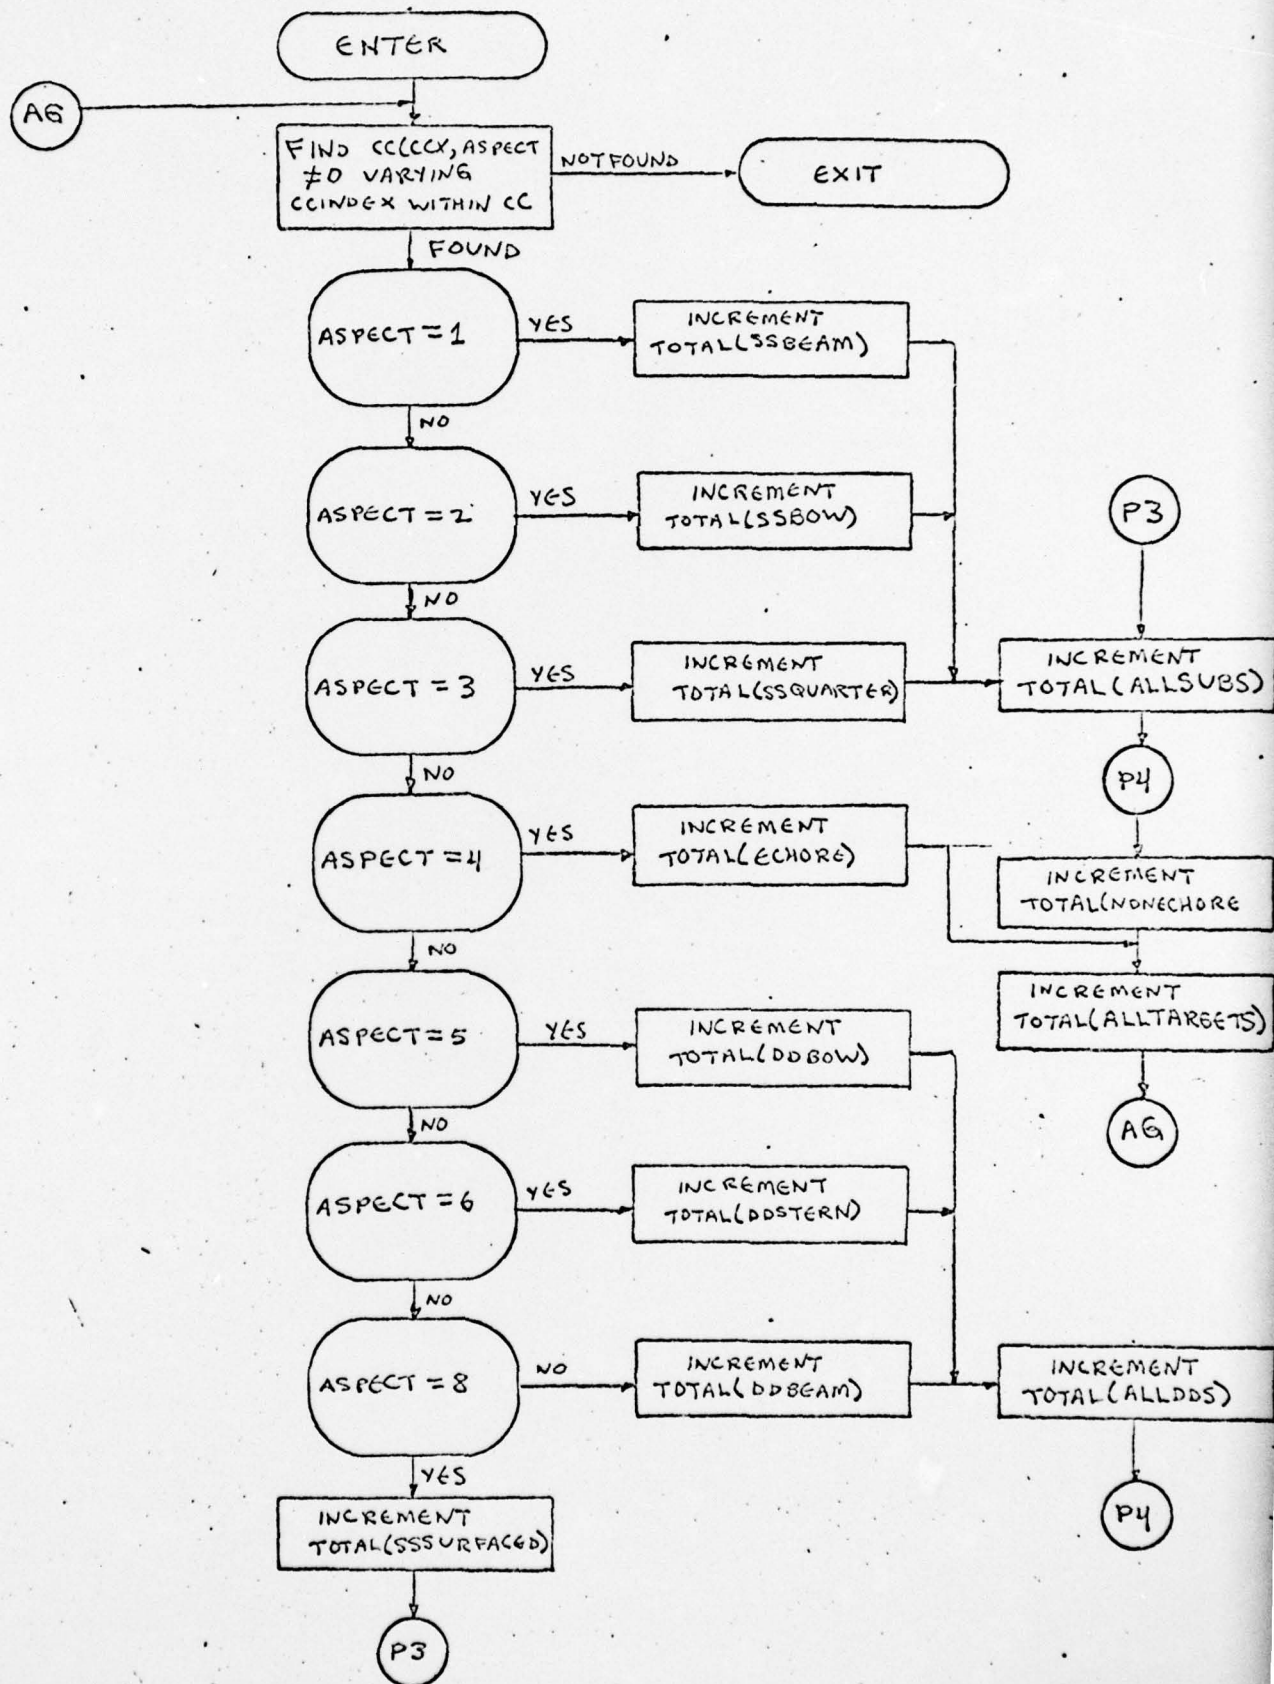 ENTER
AG
FIND CC(CCX, ASPECT
≠0 VARYING
CCINDEX WITHIN CC
NOT FOUND
EXIT
FOUND
ASPECT = 1
YES
INCREMENT
TOTAL(SSBEAM)
NO
ASPECT = 2
YES
INCREMENT
TOTAL(SSBOW)
P3
NO
ASPECT = 3
YES
INCREMENT
TOTAL(SSQUARTER)
INCREMENT
TOTAL(ALLSUBS)
NO
P4
ASPECT = 4
YES
INCREMENT
TOTAL(ECHORE)
INCREMENT
TOTAL(NONECHORE
NO
INCREMENT
TOTAL(ALLTARGETS)
ASPECT = 5
YES
INCREMENT
TOTAL(DDBOW)
AG
NO
ASPECT = 6
YES
INCREMENT
TOTAL(DDSTERN)
NO
ASPECT = 8
NO
INCREMENT
TOTAL(DDBEAM)
INCREMENT
TOTAL(ALLDDS)
YES
INCREMENT
TOTAL(SSSURFACED)
P4
P3